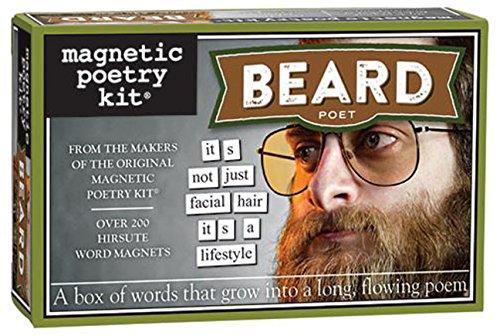 magnetic
poetry
kit®
BEARD
POET
FROM THE MAKERS
OF THE ORIGINAL
MAGNETIC
POETRY KIT®
OVER 200
HIRSUTE
WORD MAGNETS
it s
not just
facial hair
it s a
lifestyle
A box of words that grow into a long, flowing poem
BEARD